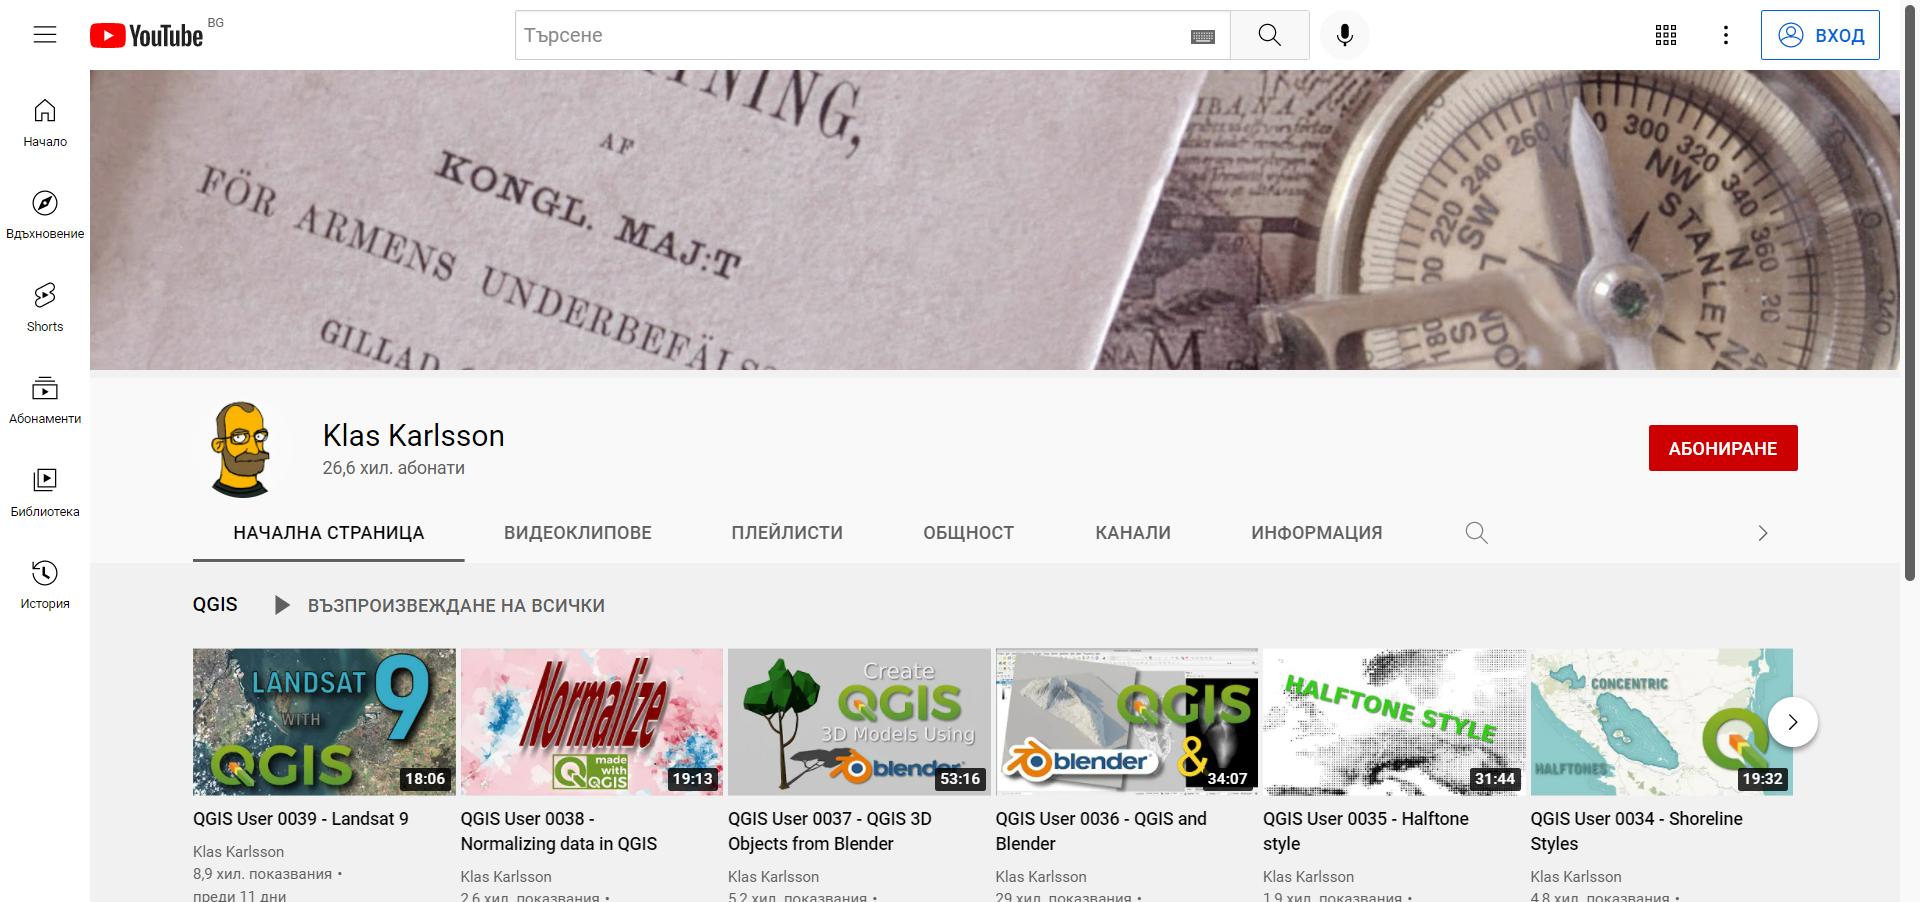 YouTube BG
Търсене
ВХОД
Начало
Вдъхновение
Shorts
Абонаменти
Библиотека
История
AF
KONGL. MAJ:T
FÖR ARMENS UNDERBEFÄLS
GILLAD
NW STANLEY
Klas Karlsson
26,6 хил. абонати
АБОНИРАНЕ
НАЧАЛНА СТРАНИЦА
ВИДЕОКЛИПОВЕ
ПЛЕЙЛИСТИ
ОБЩНОСТ
КАНАЛИ
ИНФОРМАЦИЯ
QGIS
ВЪЗПРОИЗВЕЖДАНЕ НА ВСИЧКИ
LANDSAT 9
WITH
QGIS
18:06
QGIS User 0039 - Landsat 9
Klas Karlsson
8,9 хил. показвания •
преди 11 дни
Normalize
made
with
QGIS
19:13
QGIS User 0038 -
Normalizing data in QGIS
Klas Karlsson
2,6 хил. показвания •
Create
QGIS
3D Models Using
blender
53:16
QGIS User 0037 - QGIS 3D
Objects from Blender
Klas Karlsson
5,2 хил. показвания •
QGIS
&
blender
34:07
QGIS User 0036 - QGIS and
Blender
Klas Karlsson
29 хил. показвания •
HALFTONE STYLE
31:44
QGIS User 0035 - Halftone
style
Klas Karlsson
1,9 хил. показвания •
CONCENTRIC
HALFTONES
19:32
QGIS User 0034 - Shoreline
Styles
Klas Karlsson
4,8 хил. показвания •